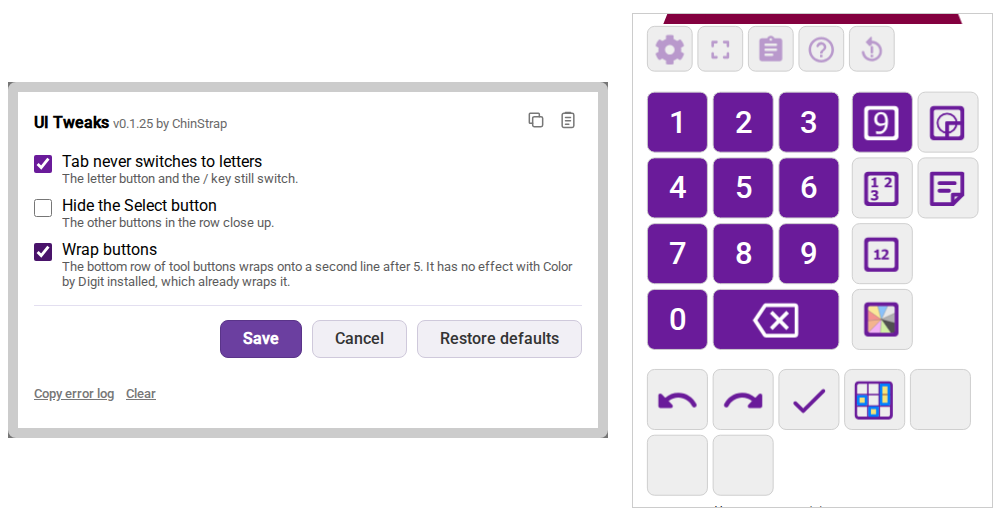 UI Tweaks v0.1.25 by ChinStrap
Tab never switches to letters
The letter button and the / key still switch.
Hide the Select button
The other buttons in the row close up.
Wrap buttons
The bottom row of tool buttons wraps onto a second line after 5. It has no effect with Color
by Digit installed, which already wraps it.
Save Cancel Restore defaults
Copy error log Clear
1 2 3 9
4 5 6 1 2 3
7 8 9 12
0